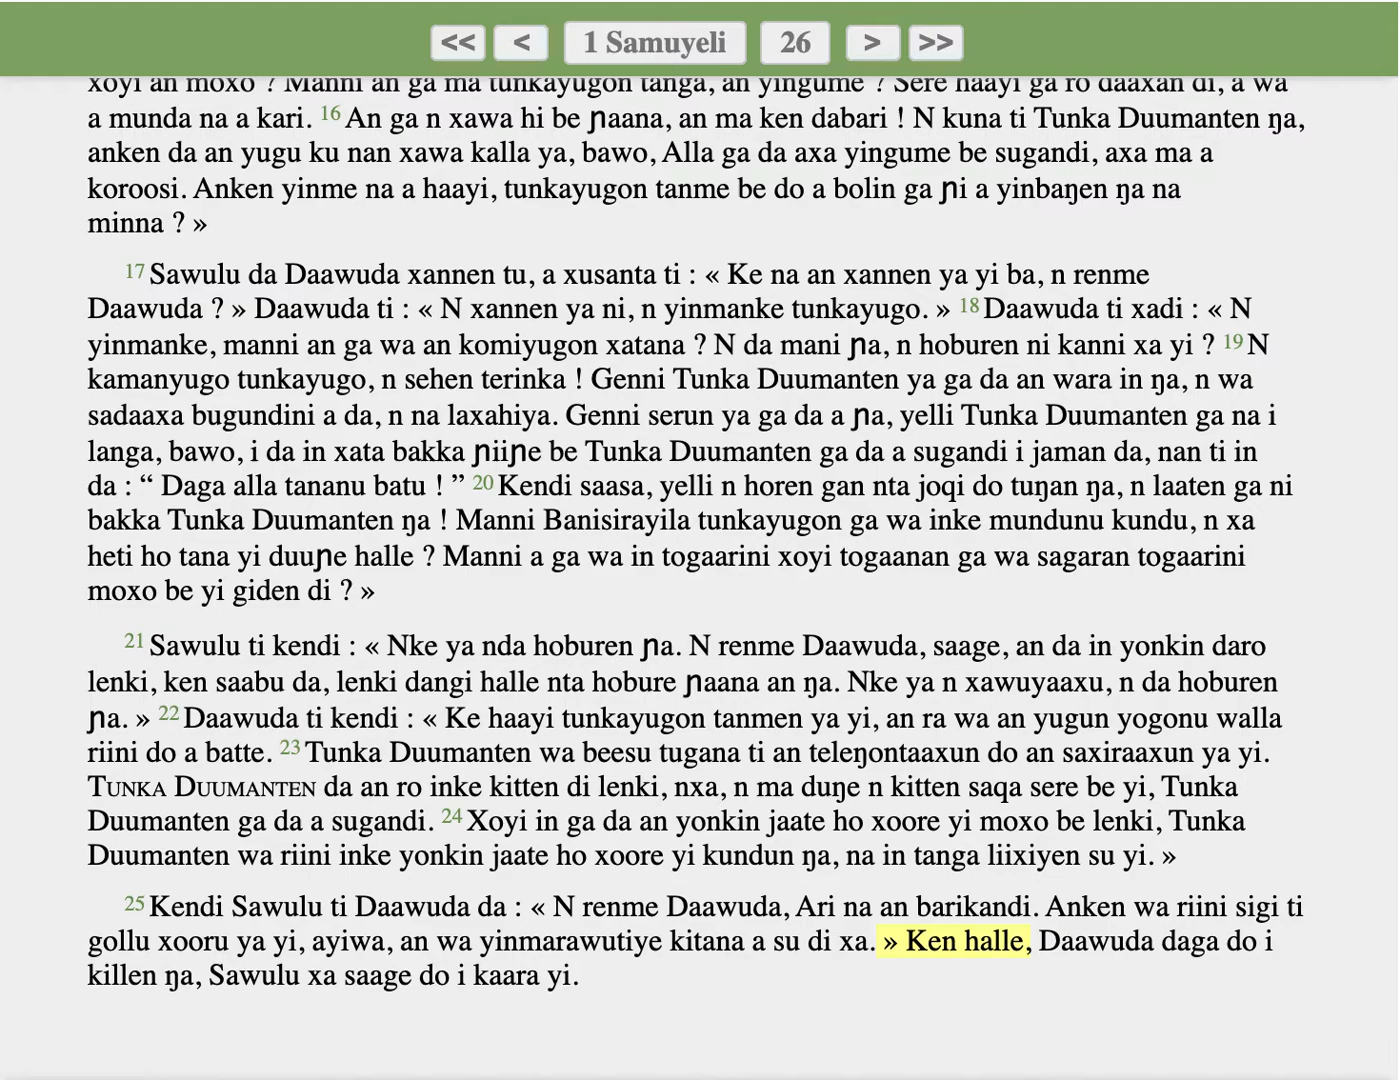 << < 1 Samuyeli 26 > >>
xoyi an moxo ? Manni an ga ma tunkayugon tanga, an yingume ? Sere haayi ga ro daaxan di, a wa
a munda na a kari. 16 An ga n xawa hi be ɲaana, an ma ken dabari ! N kuna ti Tunka Duumanten ŋa,
anken da an yugu ku nan xawa kalla ya, bawo, Alla ga da axa yingume be sugandi, axa ma a
koroosi. Anken yinme na a haayi, tunkayugon tanme be do a bolin ga ɲi a yinbaŋen ŋa na
minna ? »
17 Sawulu da Daawuda xannen tu, a xusanta ti : « Ke na an xannen ya yi ba, n renme
Daawuda ? » Daawuda ti : « N xannen ya ni, n yinmanke tunkayugo. » 18 Daawuda ti xadi : « N
yinmanke, manni an ga wa an komiyugon xatana ? N da mani ɲa, n hoburen ni kanni xa yi ? 19 N
kamanyugo tunkayugo, n sehen terinka ! Genni Tunka Duumanten ya ga da an wara in ŋa, n wa
sadaaxa bugundini a da, n na laxahiya. Genni serun ya ga da a ɲa, yelli Tunka Duumanten ga na i
langa, bawo, i da in xata bakka ɲiiɲe be Tunka Duumanten ga da a sugandi i jaman da, nan ti in
da : “ Daga alla tananu batu ! ” 20 Kendi saasa, yelli n horen gan nta joqi do tuŋan ŋa, n laaten ga ni
bakka Tunka Duumanten ŋa ! Manni Banisirayila tunkayugon ga wa inke mundunu kundu, n xa
heti ho tana yi duuɲe halle ? Manni a ga wa in togaarini xoyi togaanan ga wa sagaran togaarini
moxo be yi giden di ? »
21 Sawulu ti kendi : « Nke ya nda hoburen ɲa. N renme Daawuda, saage, an da in yonkin daro
lenki, ken saabu da, lenki dangi halle nta hobure ɲaana an ŋa. Nke ya n xawuyaaxu, n da hoburen
ɲa. » 22 Daawuda ti kendi : « Ke haayi tunkayugon tanmen ya yi, an ra wa an yugun yogonu walla
riini do a batte. 23 Tunka Duumanten wa beesu tugana ti an teleŋontaaxun do an saxiraaxun ya yi.
TUNKA DUUMANTEN da an ro inke kitten di lenki, nxa, n ma duŋe n kitten saqa sere be yi, Tunka
Duumanten ga da a sugandi. 24 Xoyi in ga da an yonkin jaate ho xoore yi moxo be lenki, Tunka
Duumanten wa riini inke yonkin jaate ho xoore yi kundun ŋa, na in tanga liixiyen su yi. »
25 Kendi Sawulu ti Daawuda da : « N renme Daawuda, Ari na an barikandi. Anken wa riini sigi ti
gollu xooru ya yi, ayiwa, an wa yinmarawutiye kitana a su di xa. » Ken halle, Daawuda daga do i
killen ŋa, Sawulu xa saage do i kaara yi.